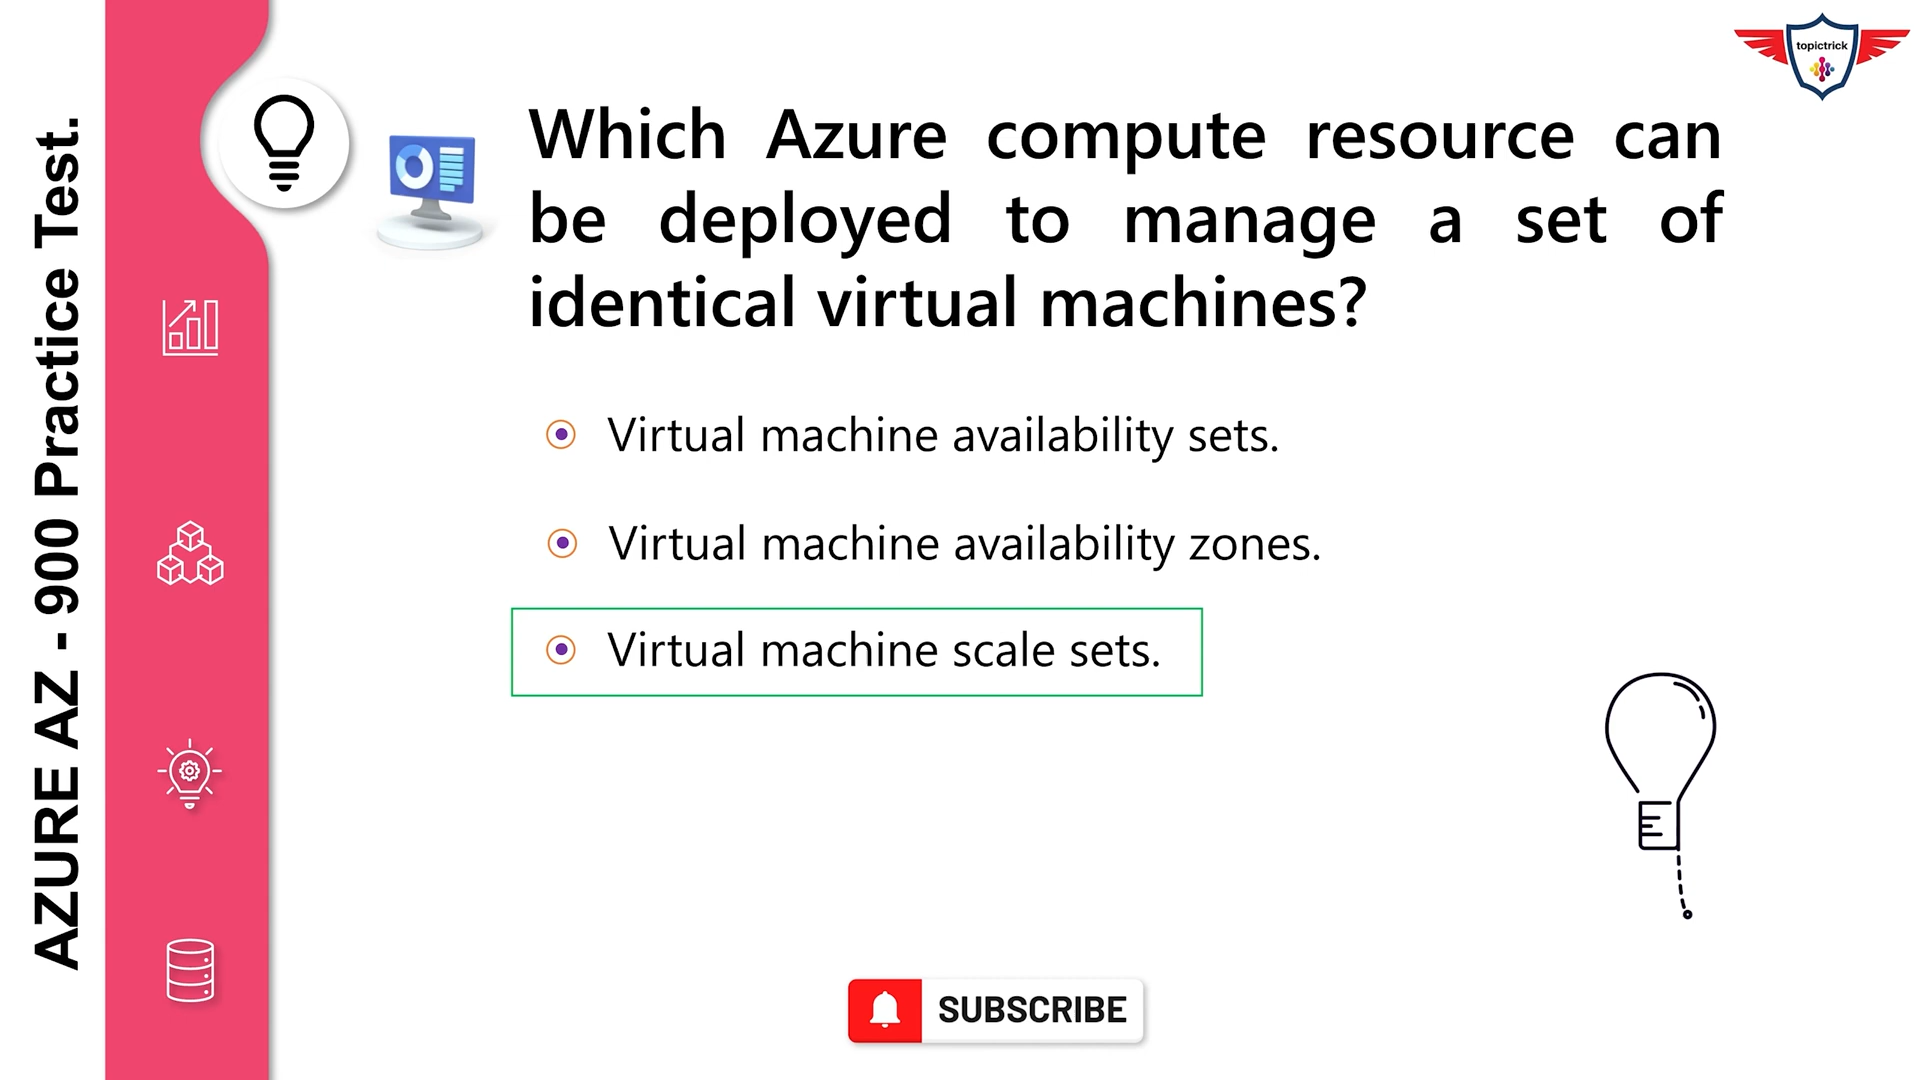 AZURE AZ - 900 Practice Test.
topictrick
Which Azure compute resource can
be deployed to manage a set of
identical virtual machines?
Virtual machine availability sets.
Virtual machine availability zones.
Virtual machine scale sets.
SUBSCRIBE